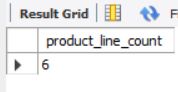 Result Grid
product_line_count
6